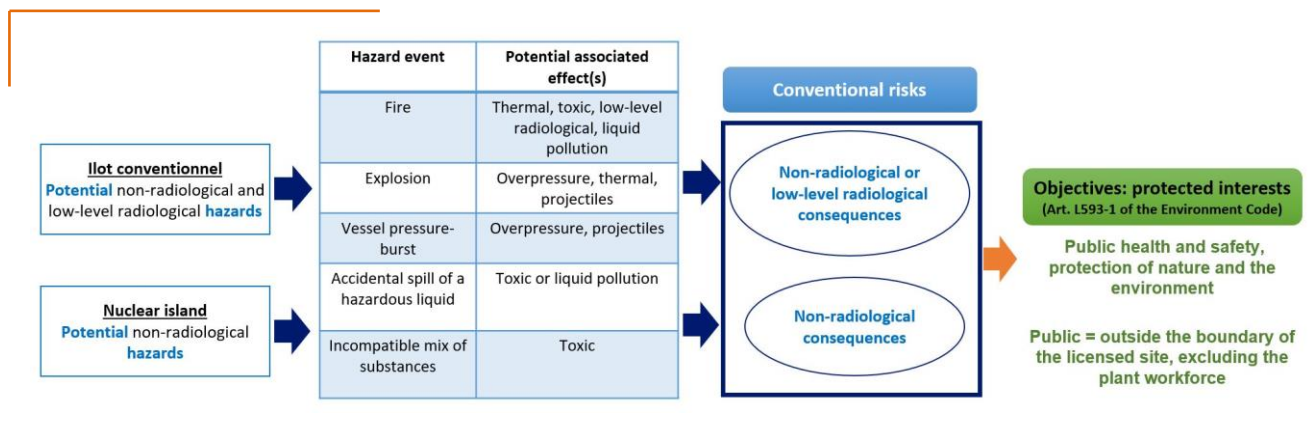 Ilot conventionnel
Potential non-radiological and
low-level radiological hazards
Nuclear island
Potential non-radiological
hazards
Hazard event
Potential associated
effect(s)
Fire
Thermal, toxic, low-level
radiological, liquid
pollution
Explosion
Overpressure, thermal,
projectiles
Vessel pressure-
burst
Overpressure, projectiles
Accidental spill of a
hazardous liquid
Toxic or liquid pollution
Incompatible mix of
substances
Toxic
Conventional risks
Non-radiological or
low-level radiological
consequences
Non-radiological
consequences
Objectives: protected interests
(Art. L593-1 of the Environment Code)
Public health and safety,
protection of nature and the
environment
Public = outside the boundary of
the licensed site, excluding the
plant workforce